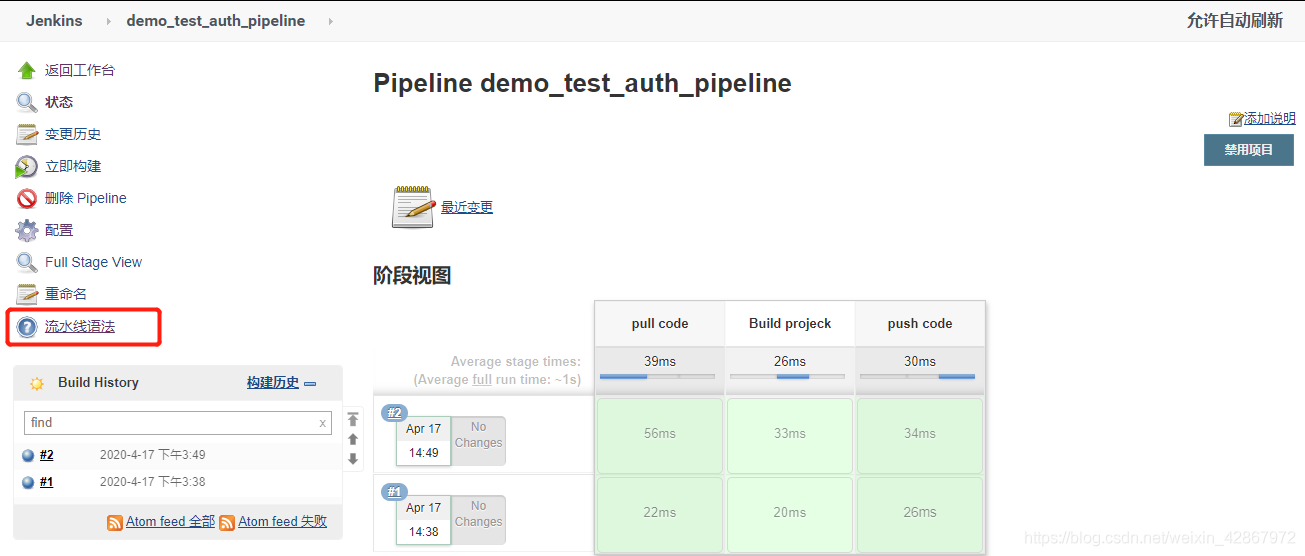 Jenkins demo_test_auth_pipeline 允许自动刷新
返回工作台
状态
变更历史
立即构建
删除 Pipeline
配置
Full Stage View
重命名
流水线语法
Build History 构建历史
find x
#2 2020-4-17 下午3:49
#1 2020-4-17 下午3:38
Atom feed 全部 Atom feed 失败
Pipeline demo_test_auth_pipeline
添加说明
禁用项目
最近变更
阶段视图
pull code Build projeck push code
Average stage times: 39ms 26ms 30ms
(Average full run time: ~1s)
#2
Apr 17 No Changes 56ms 33ms 34ms
14:49
#1
Apr 17 No Changes 22ms 20ms 26ms
14:38
https://blog.csdn.net/weixin_42867972